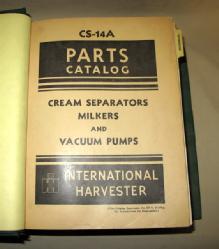 CS-14A
PARTS
CATALOG
CREAM SEPARATORS
MILKERS
AND
VACUUM PUMPS
INTERNATIONAL
HARVESTER